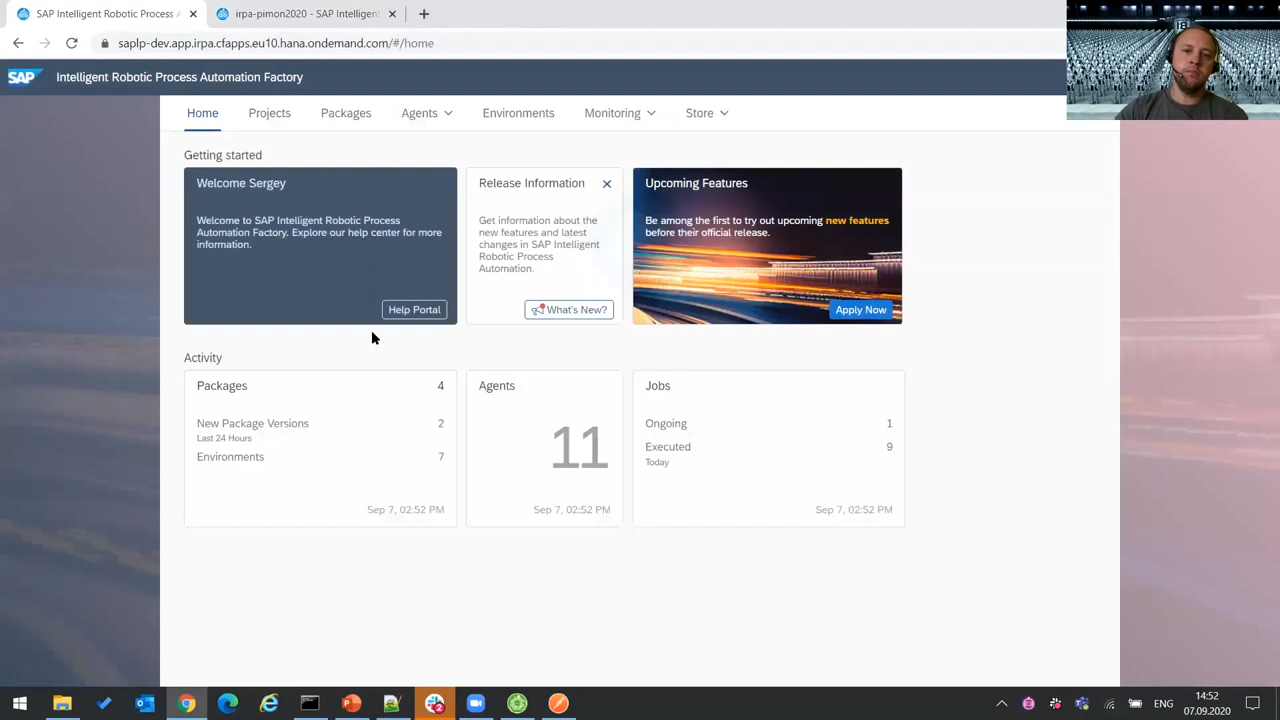 SAP Intelligent Robotic Process A
irpa-pimon2020 - SAP Intelligent
saplp-dev.app.irpa.cfapps.eu10.hana.ondemand.com/#/home
SAP Intelligent Robotic Process Automation Factory
Home Projects Packages Agents Environments Monitoring Store
Getting started
Welcome Sergey
Welcome to SAP Intelligent Robotic Process
Automation Factory. Explore our help center for more
information.
Help Portal
Release Information
Get information about the
new features and latest
changes in SAP Intelligent
Robotic Process
Automation.
What's New?
Upcoming Features
Be among the first to try out upcoming new features
before their official release.
Apply Now
Activity
Packages 4
New Package Versions 2
Last 24 Hours
Environments 7
Sep 7, 02:52 PM
Agents
11
Sep 7, 02:52 PM
Jobs
Ongoing 1
Executed 9
Today
Sep 7, 02:52 PM
ENG
14:52
07.09.2020